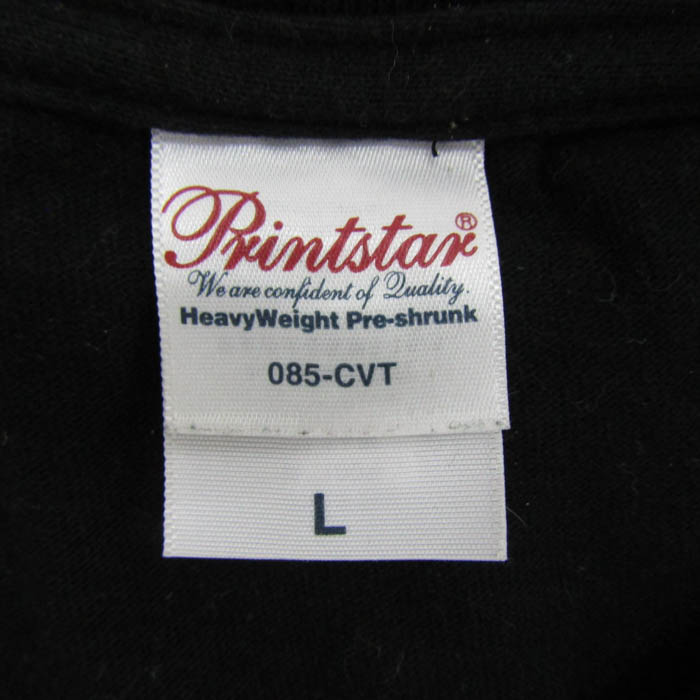 Printstar®
We are confident of Quality.
HeavyWeight Pre-shrunk
085-CVT
L